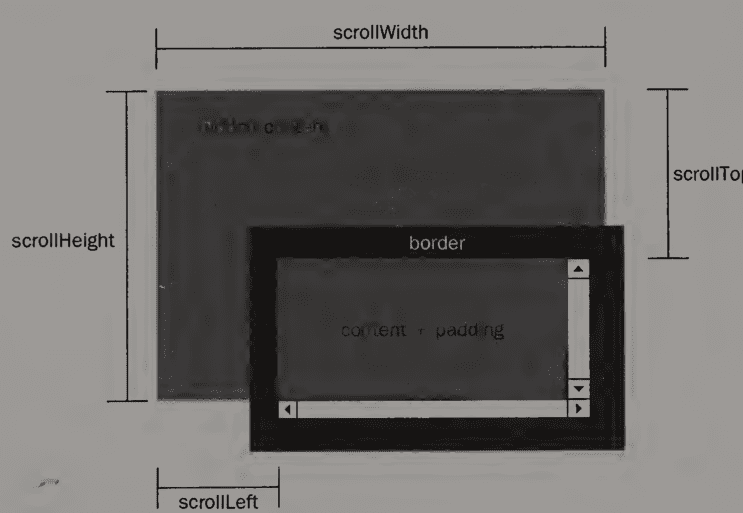 scrollWidth
hidden content
scrollTop
scrollHeight
border
content + padding
scrollLeft